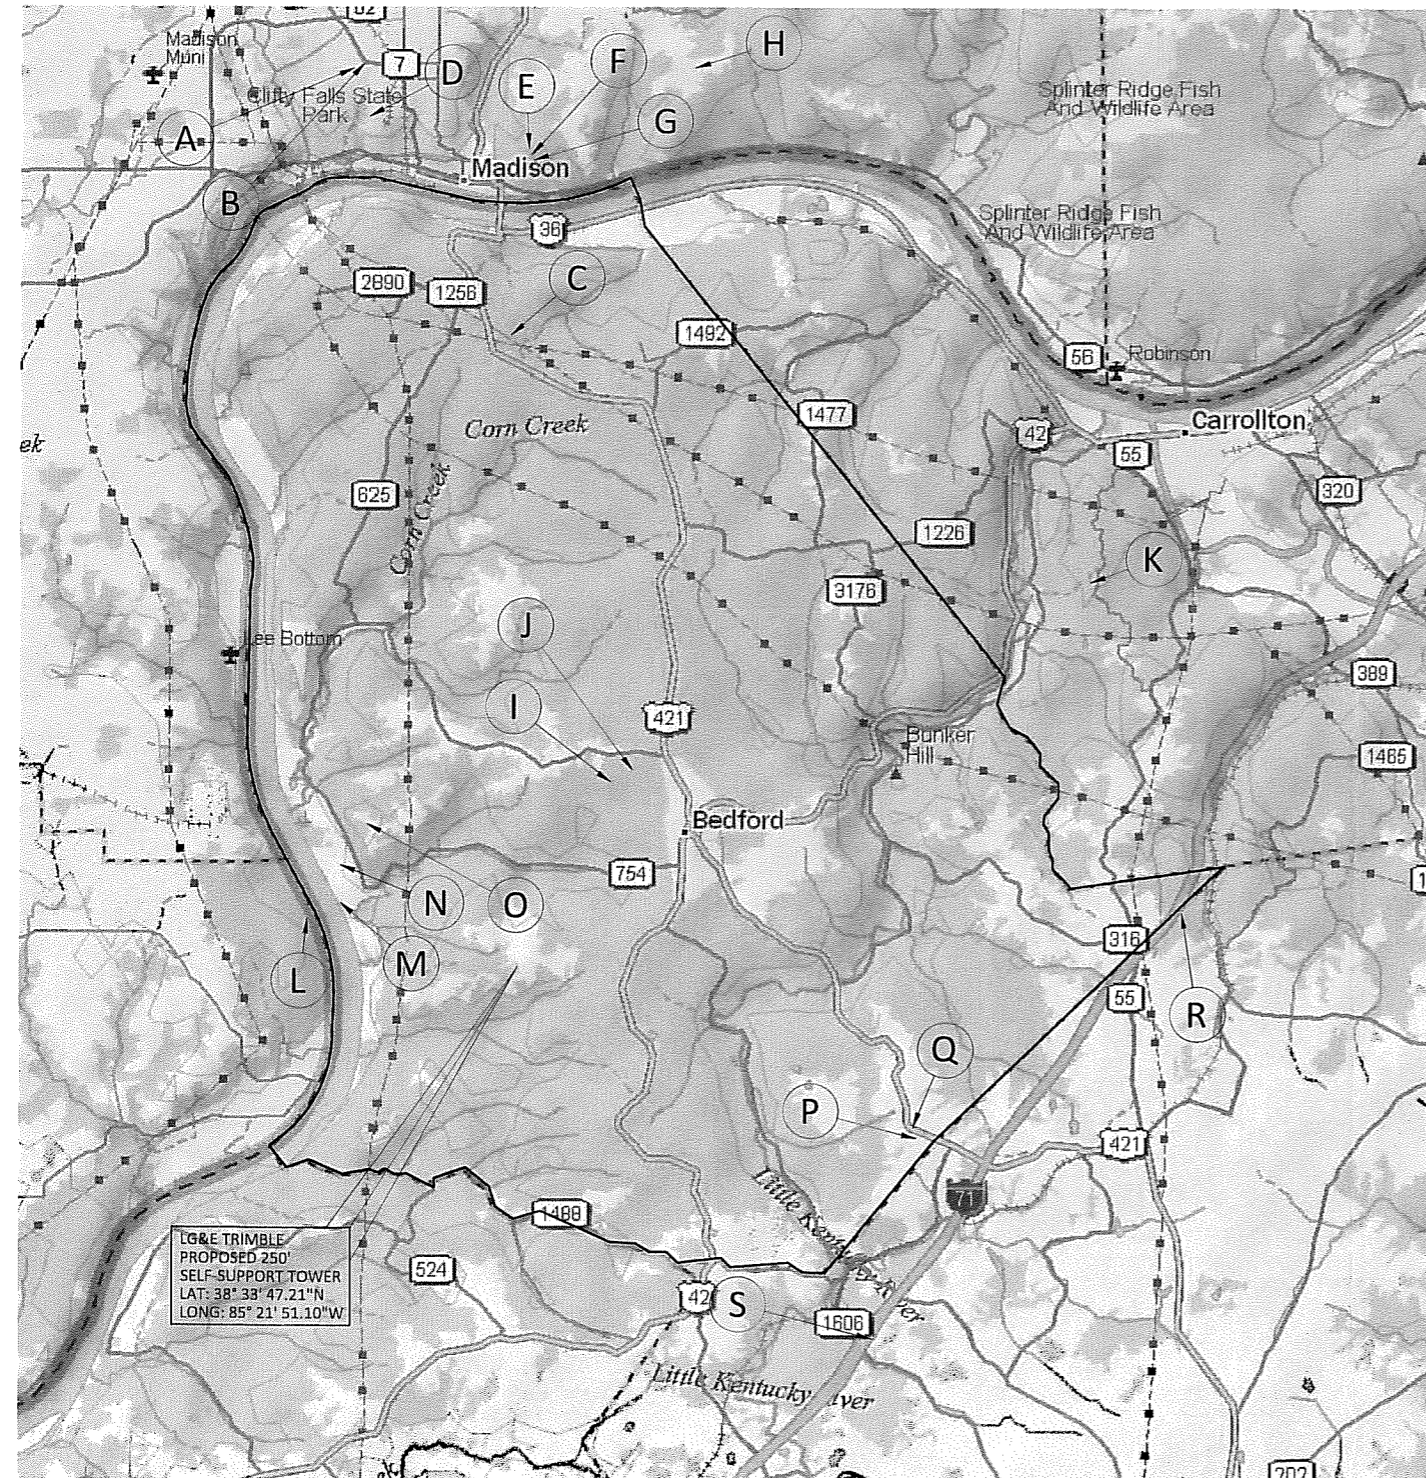 62
Madison
Muni
7
D
E
F
H
Clifty Falls State
Park
A
G
Splinter Ridge Fish
And Wildlife Area
Madison
B
36
Splinter Ridge Fish
And Wildlife Area
2890
1256
C
1492
56
Robinson
1477
Carrollton
Corn Creek
42
55
ek
625
Corn Creek
320
1226
K
3176
J
Lee Bottom
389
I
421
Bunker
Hill
1465
Bedford
754
N
O
1
316
M
L
55
R
Q
P
421
71
Little Kentucky River
1488
LG&E TRIMBLE
PROPOSED 250'
SELF-SUPPORT TOWER
LAT: 38° 33' 47.21"N
LONG: 85° 21' 51.10"W
524
42
S
1606
Little Kentucky
202